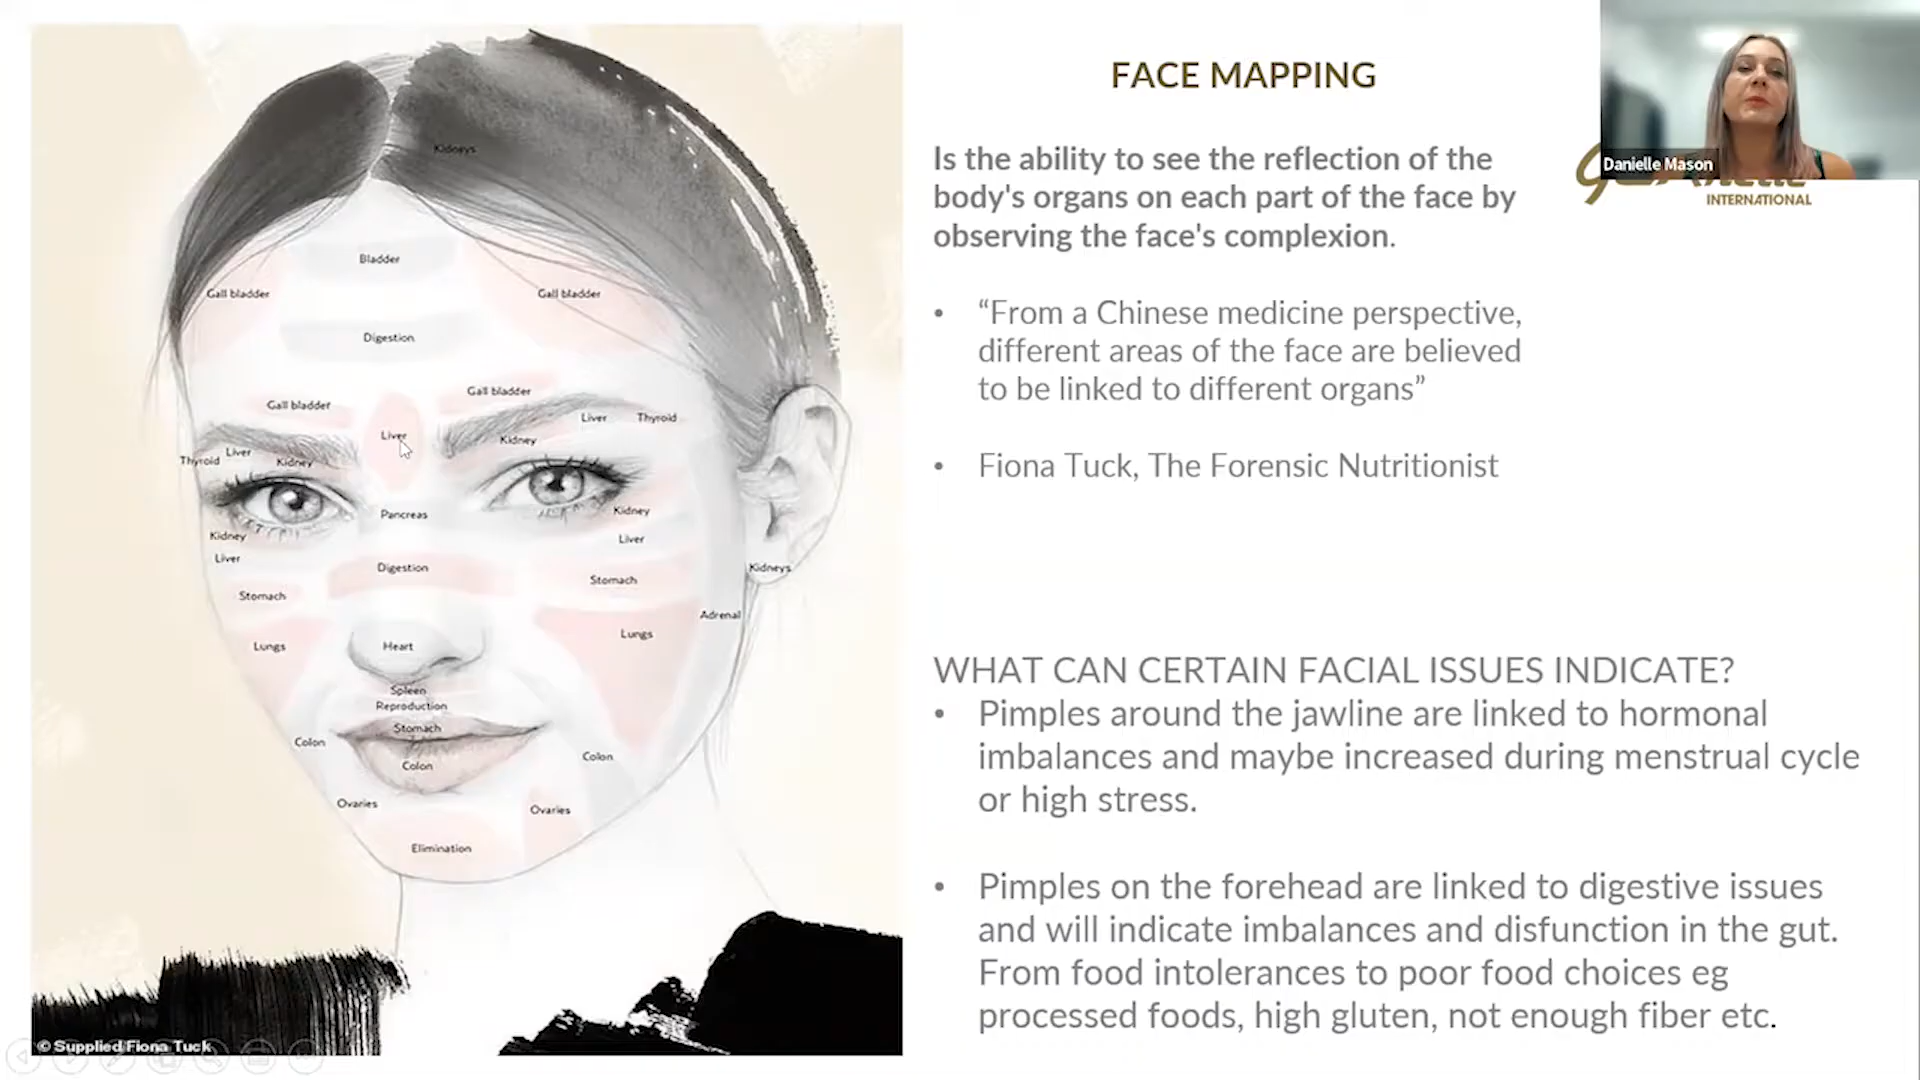 Kidneys
Bladder
Gall bladder
Gall bladder
Digestion
Gall bladder
Gall bladder
Liver
Thyroid
Liver
Kidney
Thyroid
Liver
Kidney
Pancreas
Kidney
Kidney
Liver
Liver
Digestion
Kidneys
Stomach
Stomach
Adrenal
Lungs
Lungs
Heart
Spleen
Reproduction
Stomach
Colon
Colon
Colon
Ovaries
Ovaries
Elimination
© Supplied/Fiona Tuck
FACE MAPPING
Is the ability to see the reflection of the
body's organs on each part of the face by
observing the face's complexion.
• “From a Chinese medicine perspective,
different areas of the face are believed
to be linked to different organs”
• Fiona Tuck, The Forensic Nutritionist
WHAT CAN CERTAIN FACIAL ISSUES INDICATE?
• Pimples around the jawline are linked to hormonal
imbalances and maybe increased during menstrual cycle
or high stress.
• Pimples on the forehead are linked to digestive issues
and will indicate imbalances and disfunction in the gut.
From food intolerances to poor food choices eg
processed foods, high gluten, not enough fiber etc.
Danielle Mason
INTERNATIONAL